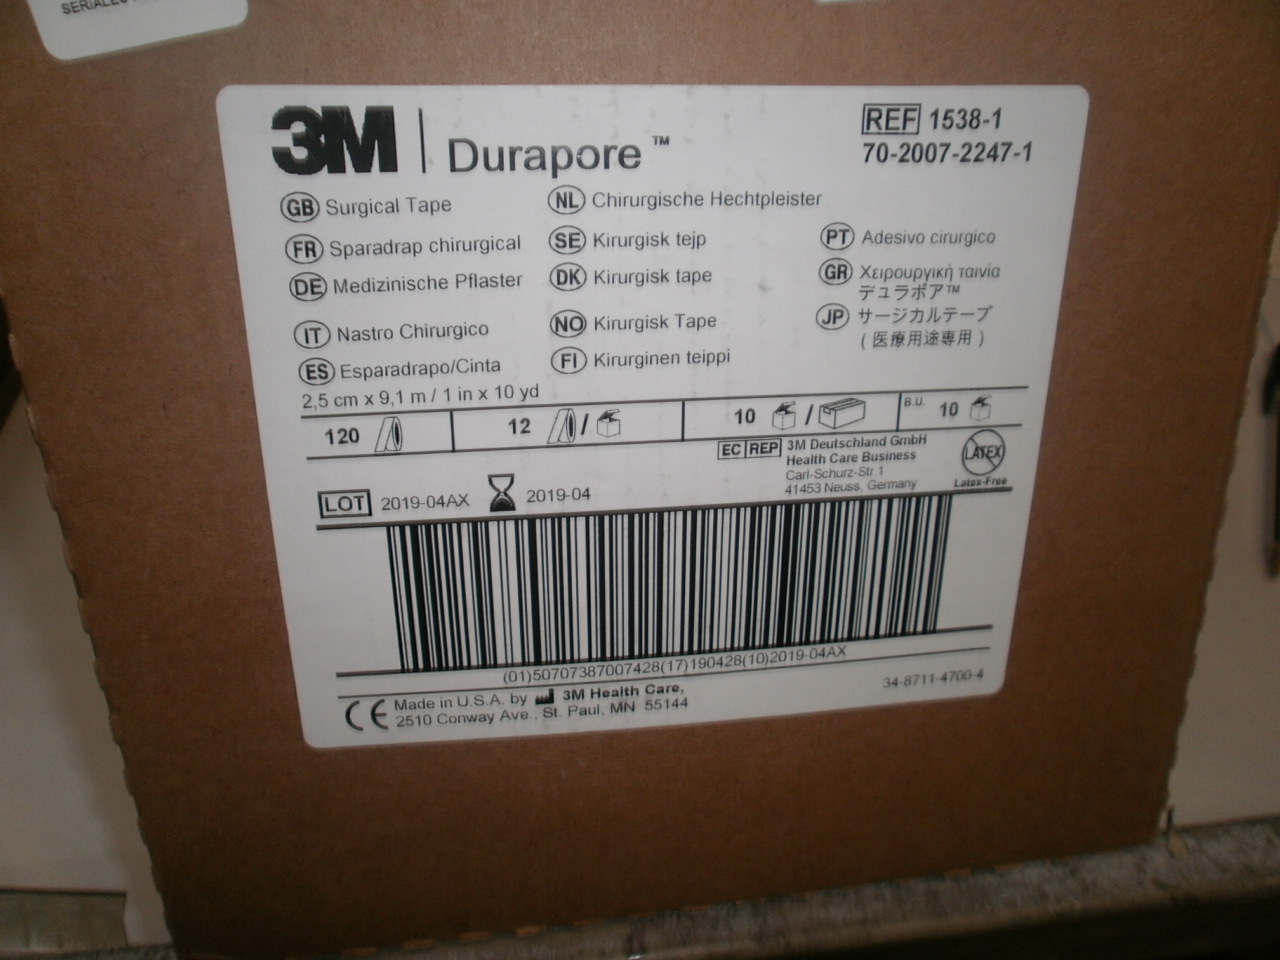 3M | Durapore™
REF 1538-1
70-2007-2247-1
GB Surgical Tape
FR Sparadrap chirurgical
DE Medizinische Pflaster
IT Nastro Chirurgico
ES Esparadrapo/Cinta
NL Chirurgische Hechtpleister
SE Kirurgisk tejp
DK Kirurgisk tape
NO Kirurgisk Tape
FI Kirurginen teippi
PT Adesivo cirurgico
GR Χειρουργική ταινία
デュラポア™
JP サージカルテープ
(医療用途専用)
2,5 cm x 9,1 m / 1 in x 10 yd
120
12 /
10 /
B.U. 10
EC REP 3M Deutschland GmbH
Health Care Business
Carl-Schurz-Str.1
41453 Neuss, Germany
LATEX
Latex-Free
LOT 2019-04AX 2019-04
(01)50707387007428(17)190428(10)2019-04AX
CE Made in U.S.A. by 3M Health Care,
2510 Conway Ave., St. Paul, MN 55144
34-8711-4700-4